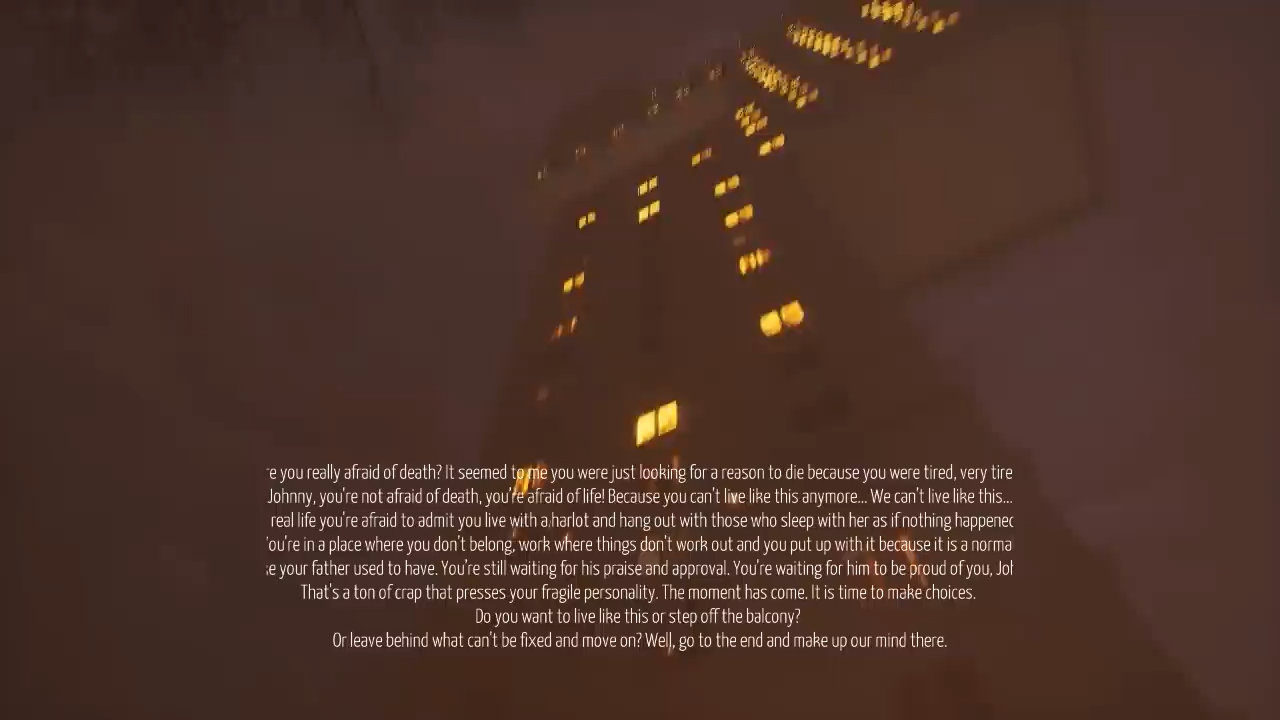 you really afraid of death? It seemed to me you were just looking for a reason to die because you were tired, very
Johnny, you're not afraid of death, you're afraid of life! Because you can't live like this anymore... We can't live like this...
real life you're afraid to admit you live with a harlot and hang out with those who sleep with her as if nothing
in a place where you don't belong, work where things don't work out and you put up with it because it is a
your father used to have. You're still waiting for his praise and approval. You're waiting for him to be proud of you,
That's a ton of crap that presses your fragile personality. The moment has come. It is time to make choices.
Do you want to live like this or step off the balcony?
Or leave behind what can't be fixed and move on? Well, go to the end and make up our mind there.